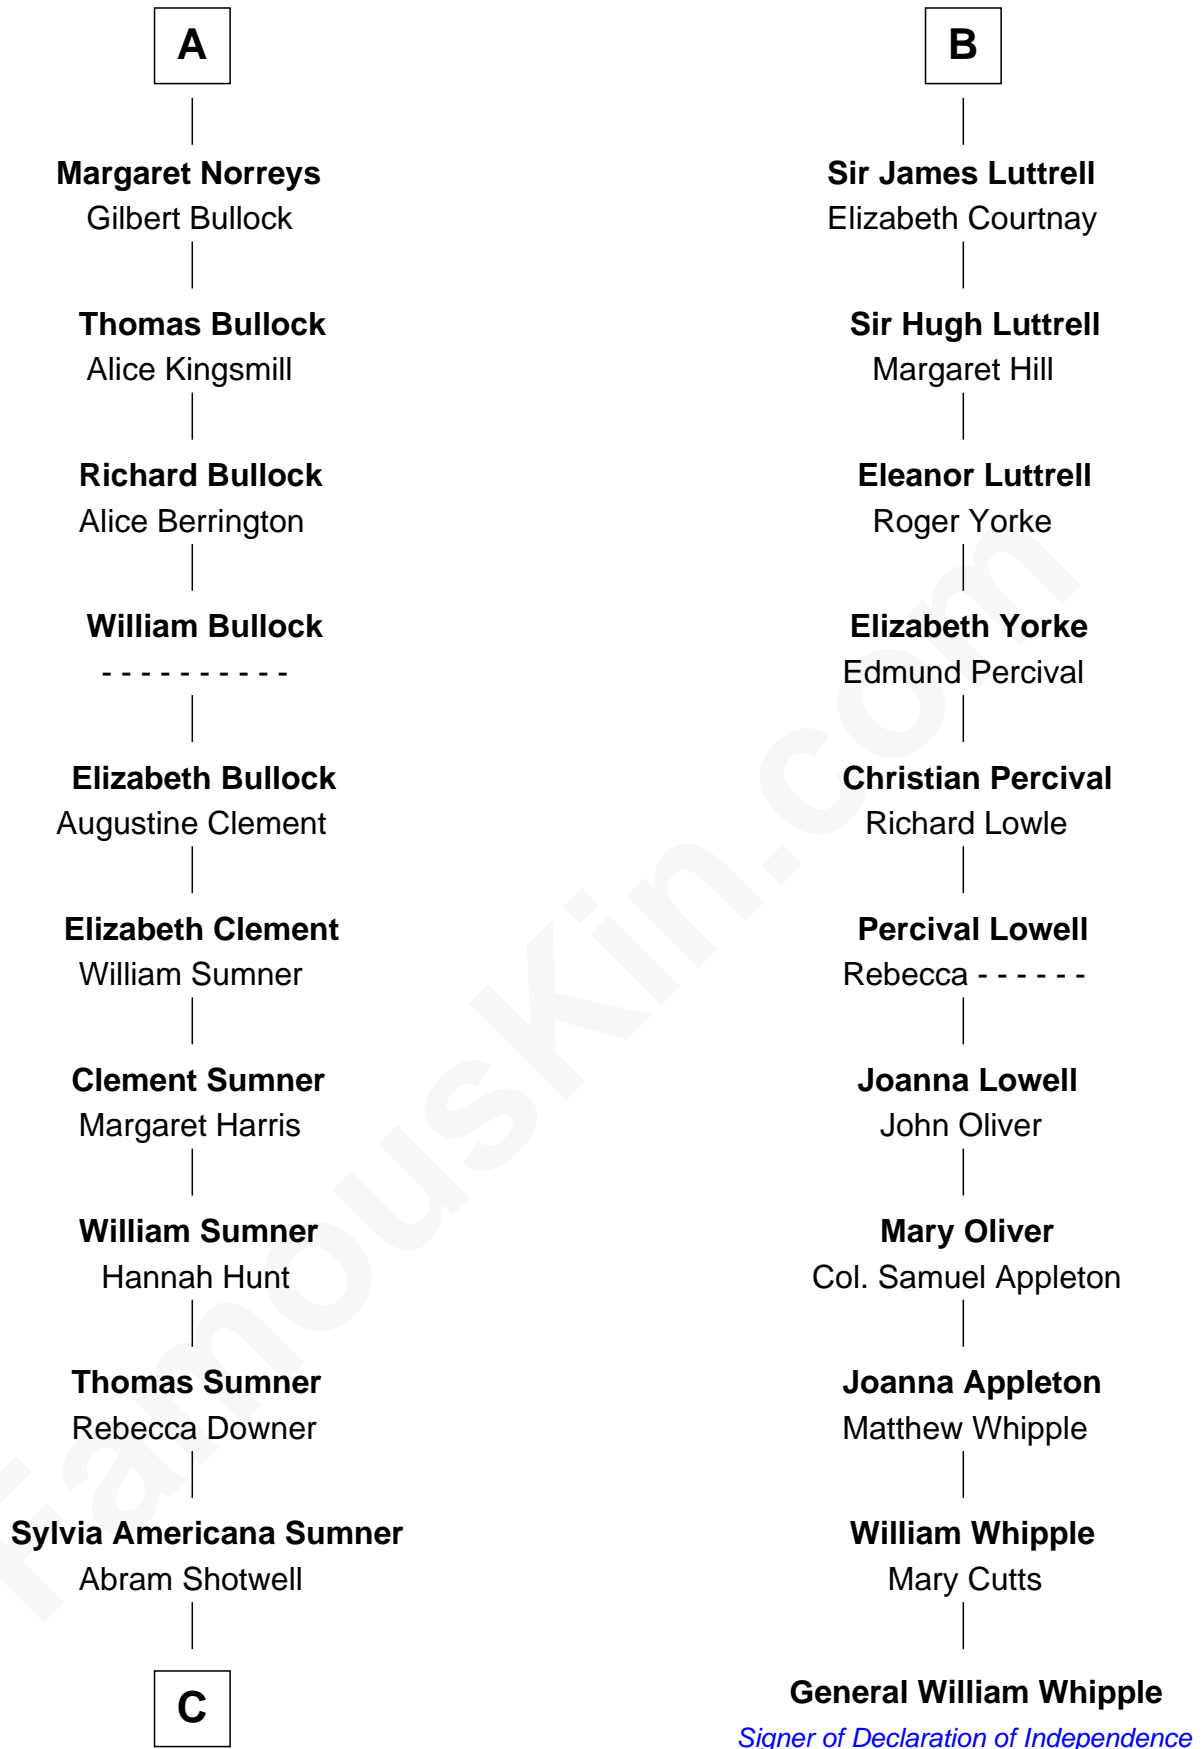 A
Margaret Norreys
Gilbert Bullock
Thomas Bullock
Alice Kingsmill
Richard Bullock
Alice Berrington
William Bullock
- - - - - - - - - -
Elizabeth Bullock
Augustine Clement
Elizabeth Clement
William Sumner
Clement Sumner
Margaret Harris
William Sumner
Hannah Hunt
Thomas Sumner
Rebecca Downer
Sylvia Americana Sumner
Abram Shotwell
C
B
Sir James Luttrell
Elizabeth Courtnay
Sir Hugh Luttrell
Margaret Hill
Eleanor Luttrell
Roger Yorke
Elizabeth Yorke
Edmund Percival
Christian Percival
Richard Lowle
Percival Lowell
Rebecca - - - - - -
Joanna Lowell
John Oliver
Mary Oliver
Col. Samuel Appleton
Joanna Appleton
Matthew Whipple
William Whipple
Mary Cutts
General William Whipple
Signer of Declaration of Independence
FamousKin.com